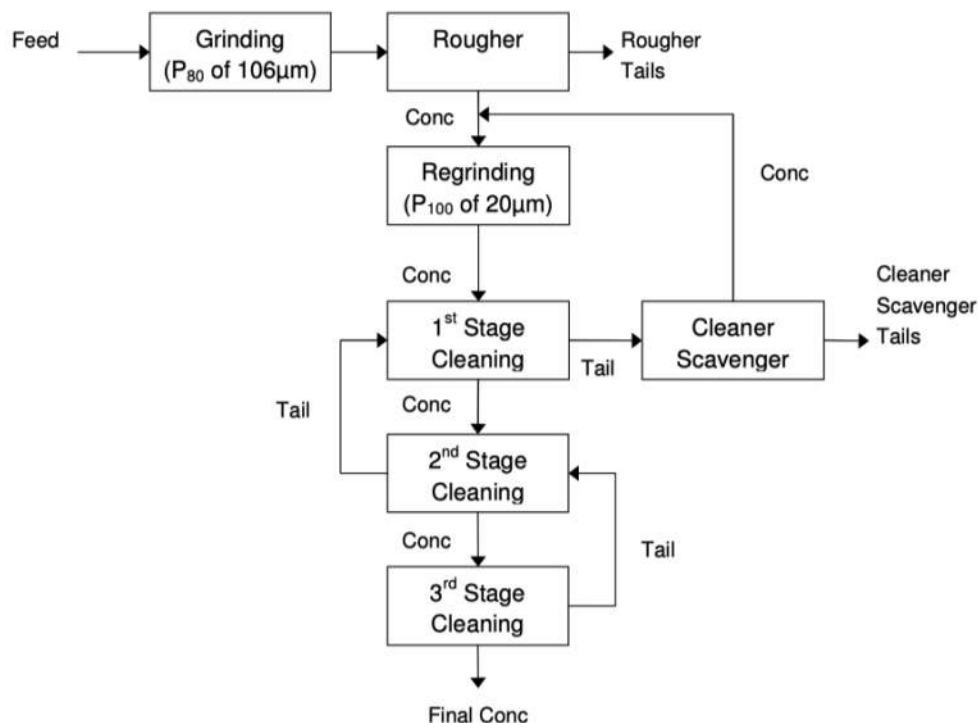 Feed
Grinding
(P₈₀ of 106µm)
Rougher
Rougher
Tails
Conc
Regrinding
(P₁₀₀ of 20µm)
Conc
Conc
1ˢᵗ Stage
Cleaning
Tail
Cleaner
Scavenger
Cleaner
Scavenger
Tails
Conc
Tail
2ⁿᵈ Stage
Cleaning
Conc
Tail
3ʳᵈ Stage
Cleaning
Final Conc